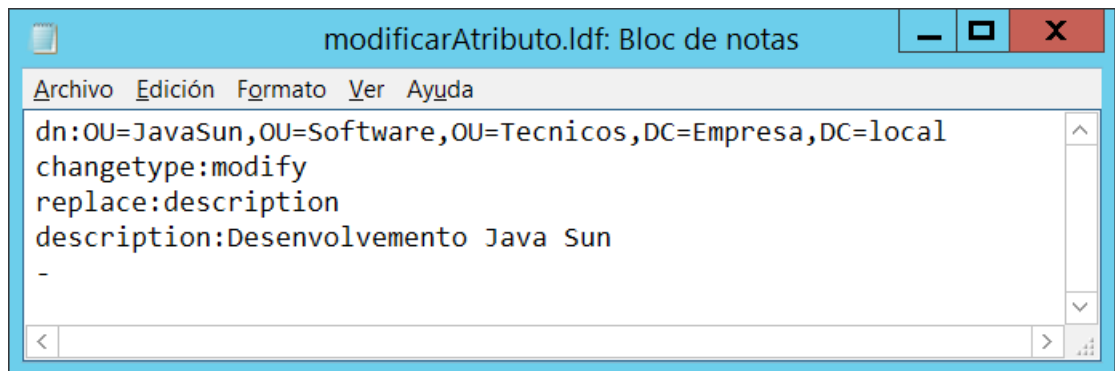 modificarAtributo.ldf: Bloc de notas
Archivo Edición Formato Ver Ayuda
dn:OU=JavaSun,OU=Software,OU=Tecnicos,DC=Empresa,DC=local
changetype:modify
replace:description
description:Desenvolvemento Java Sun
-